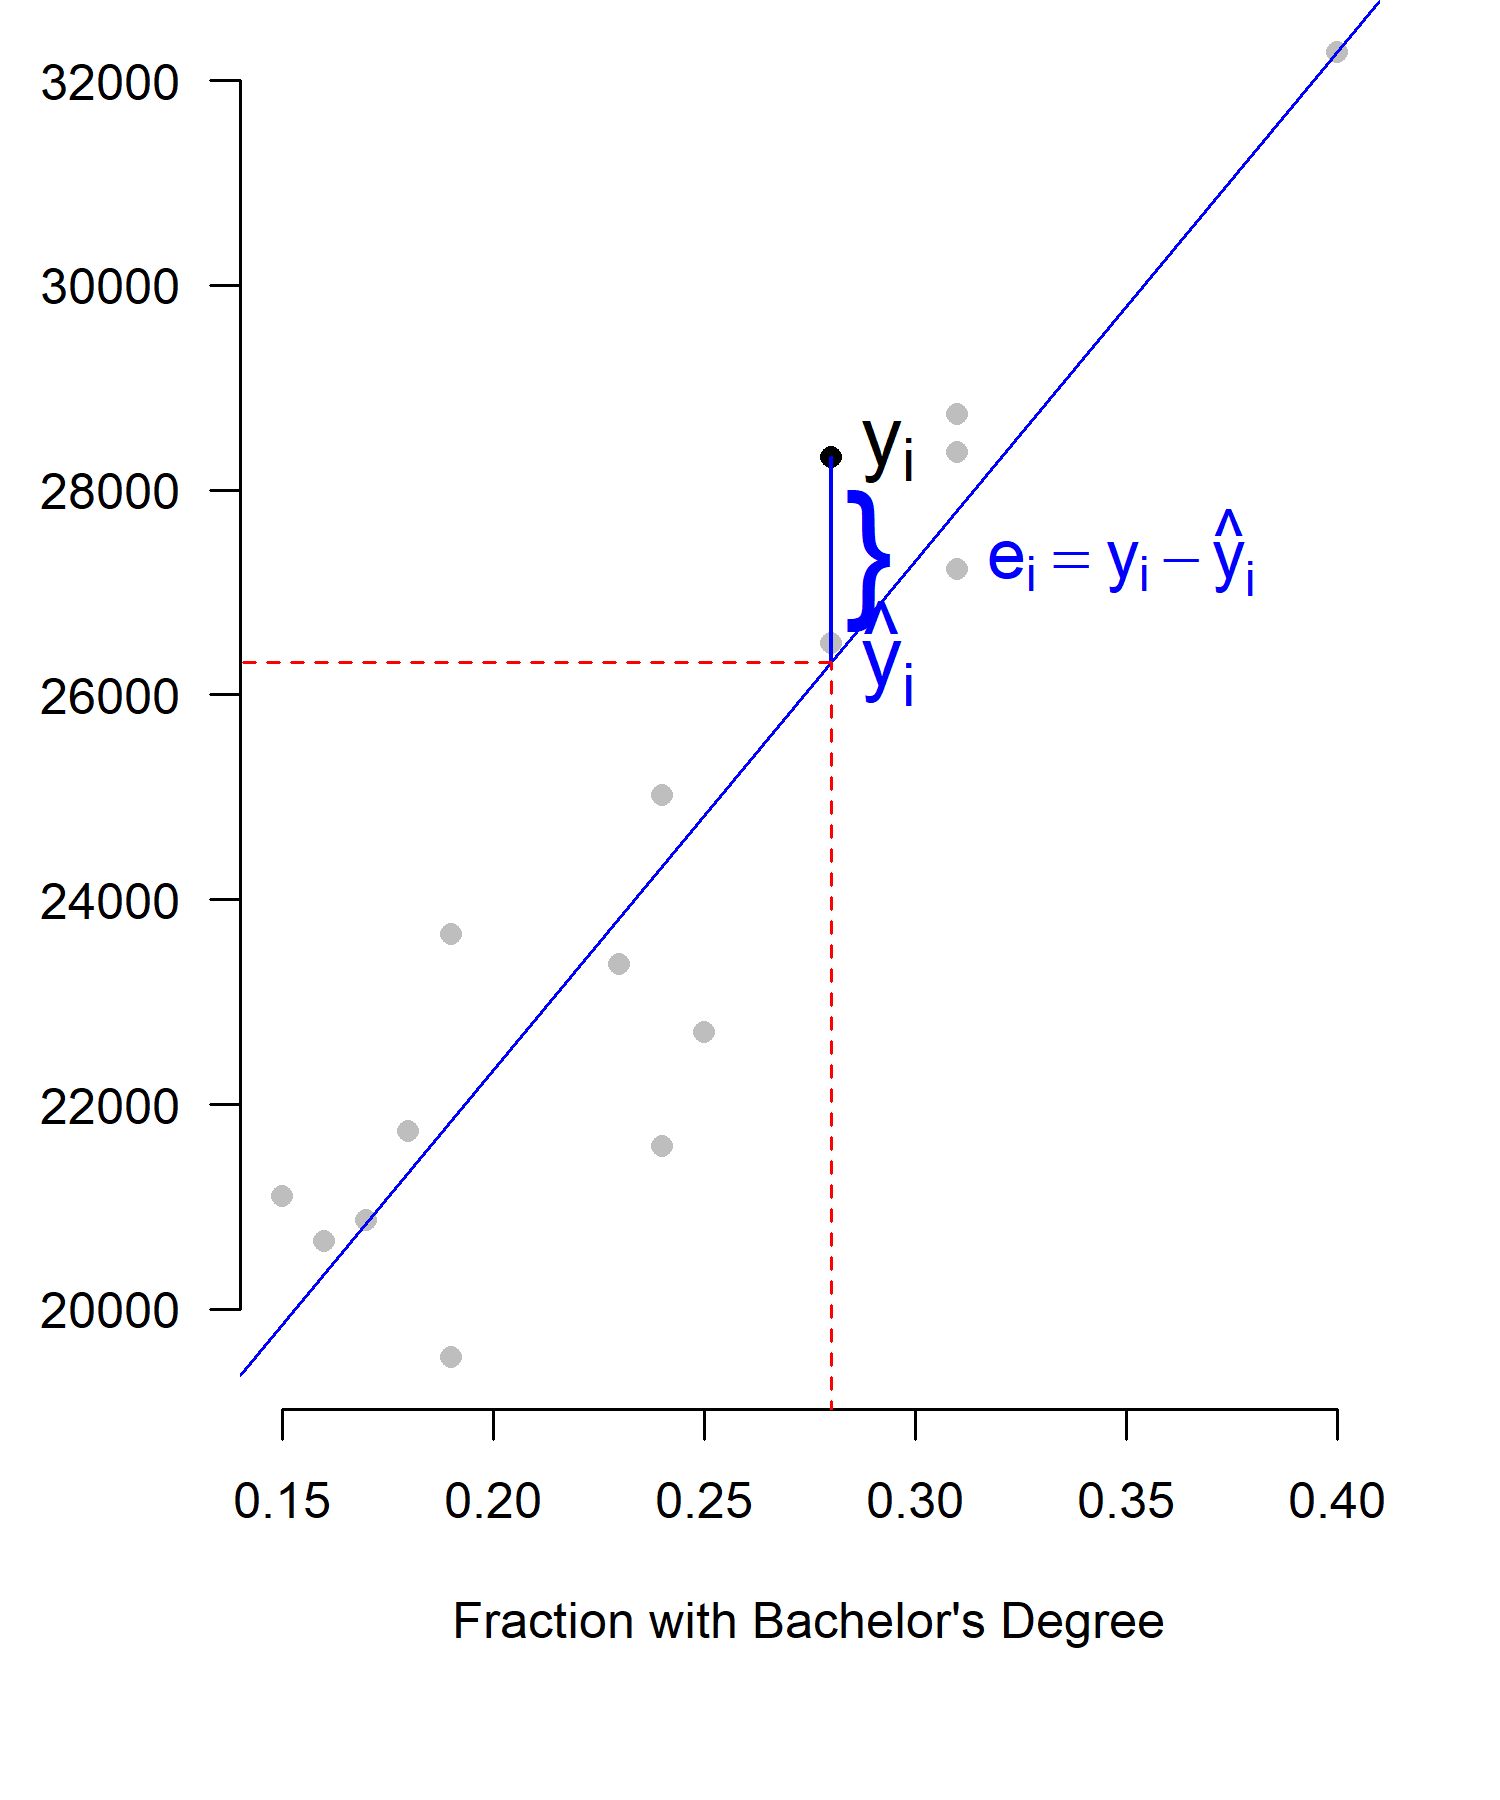 32000
30000
28000
26000
24000
22000
20000
yᵢ
eᵢ = yᵢ − ŷᵢ
ŷᵢ
0.15 0.20 0.25 0.30 0.35 0.40
Fraction with Bachelor's Degree